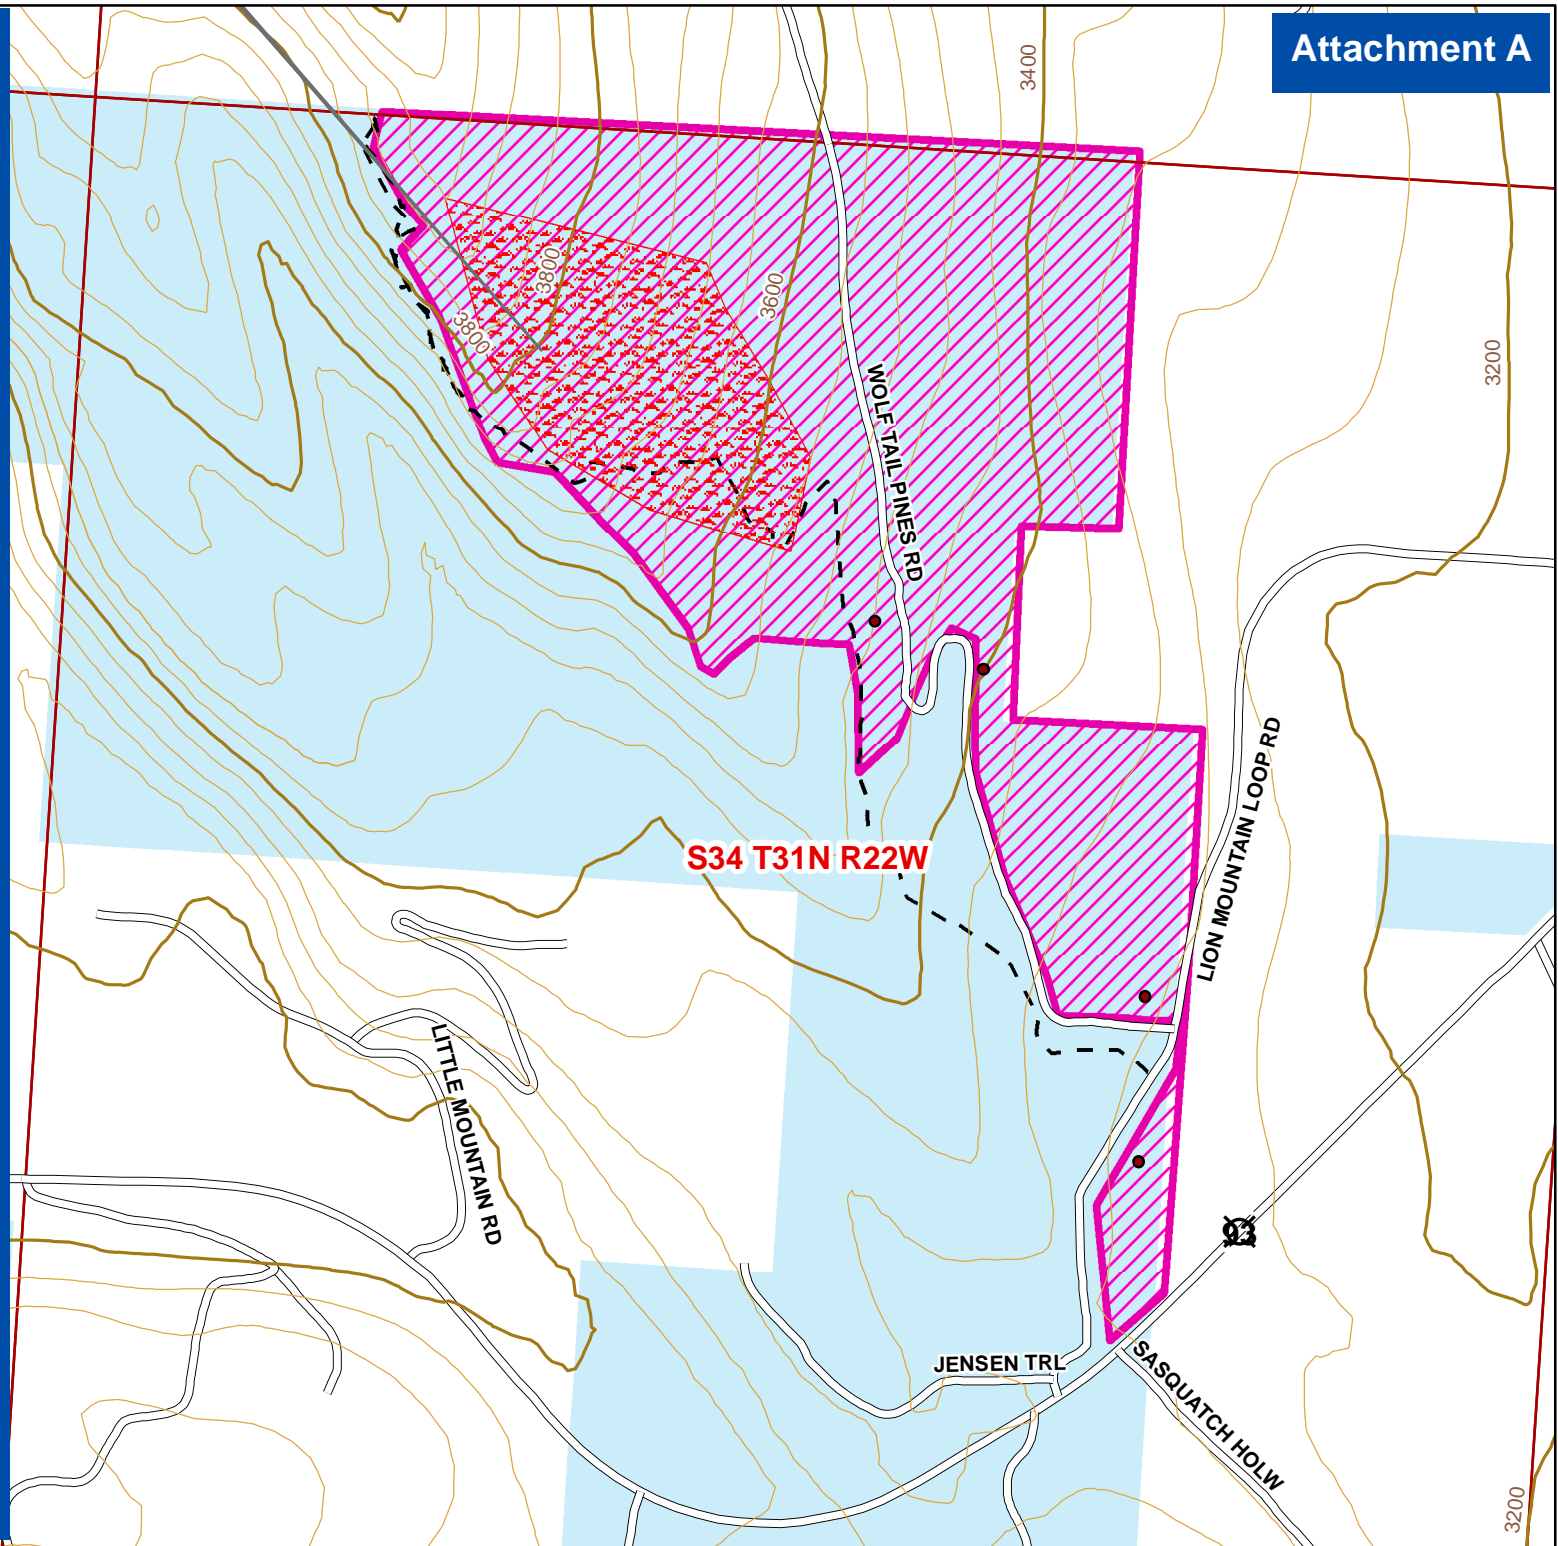 Attachment A
3400
3800
3800
3600
3200
WOLF TAIL PINES RD
LION MOUNTAIN LOOP RD
S34 T31N R22W
LITTLE MOUNTAIN RD
93
JENSEN TRL
SASQUATCH HOLW
3200